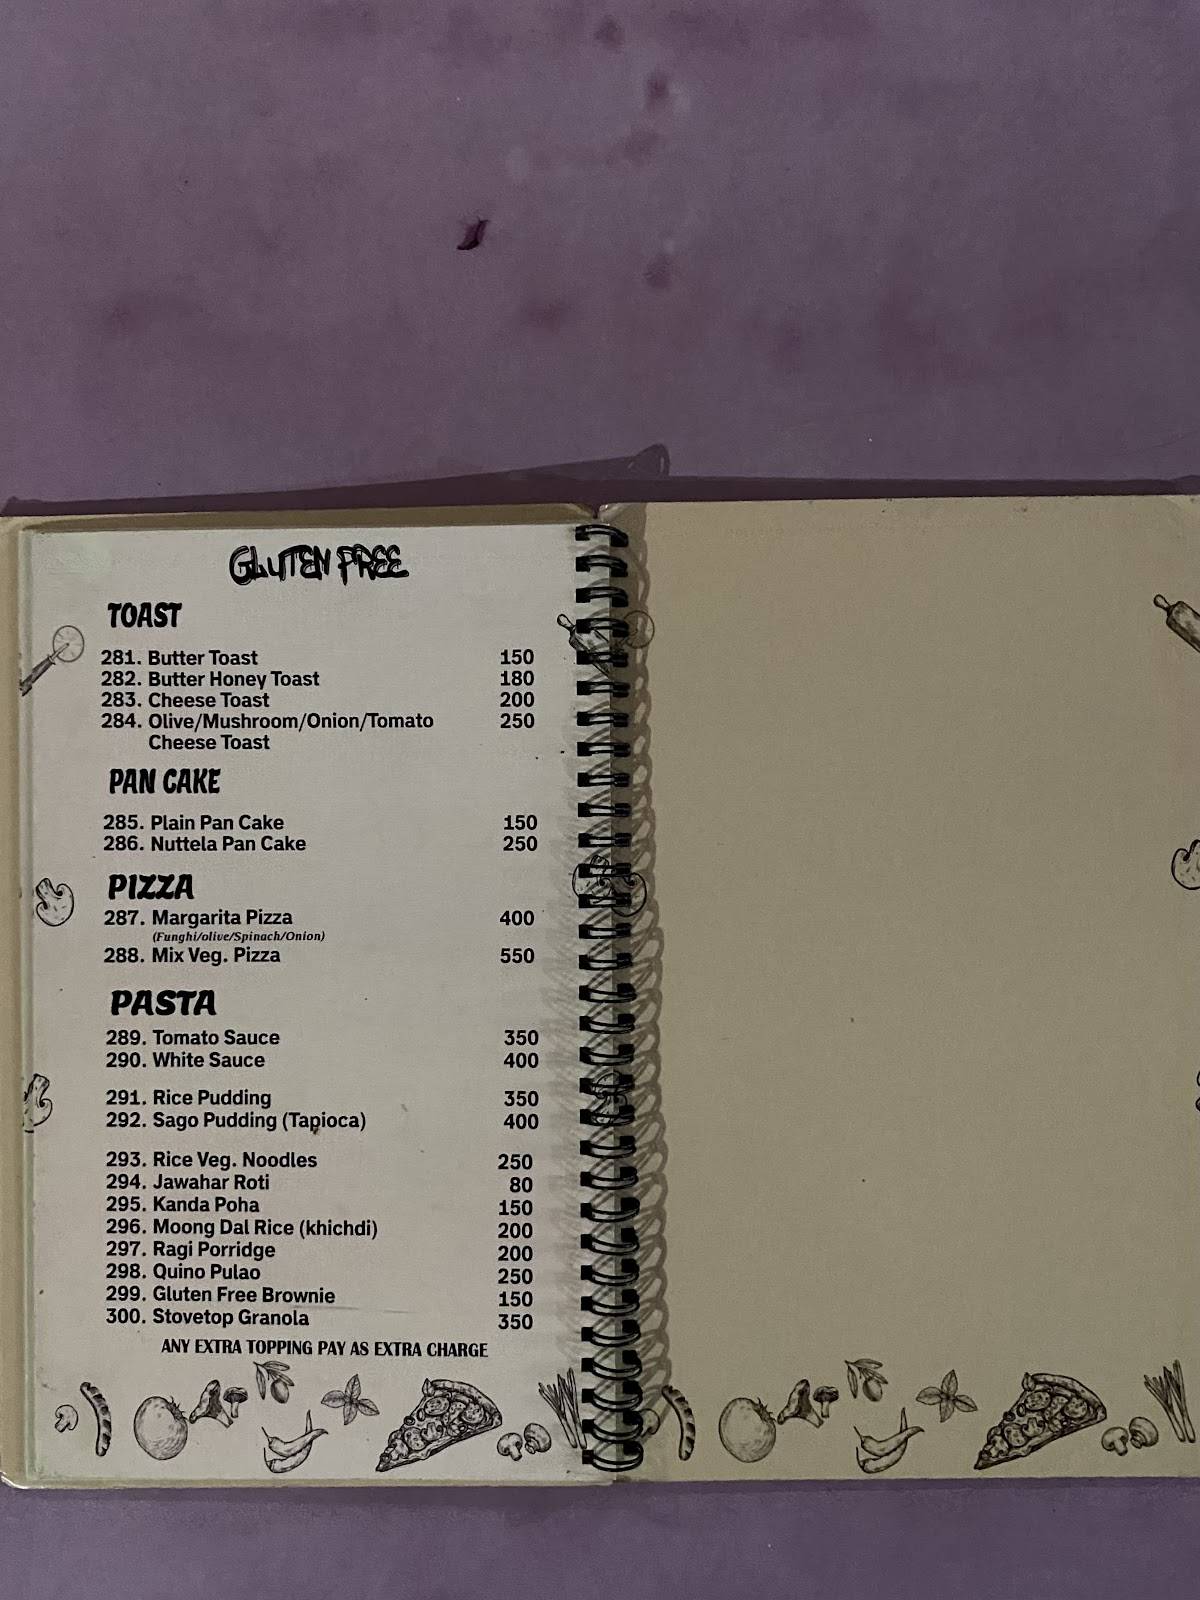 GLUTEN FREE
TOAST
281. Butter Toast 150
282. Butter Honey Toast 180
283. Cheese Toast 200
284. Olive/Mushroom/Onion/Tomato 250
Cheese Toast
PAN CAKE
285. Plain Pan Cake 150
286. Nuttela Pan Cake 250
PIZZA
287. Margarita Pizza 400
(Funghi/olive/Spinach/Onion)
288. Mix Veg. Pizza 550
PASTA
289. Tomato Sauce 350
290. White Sauce 400
291. Rice Pudding 350
292. Sago Pudding (Tapioca) 400
293. Rice Veg. Noodles 250
294. Jawahar Roti 80
295. Kanda Poha 150
296. Moong Dal Rice (khichdi) 200
297. Ragi Porridge 200
298. Quino Pulao 250
299. Gluten Free Brownie 150
300. Stovetop Granola 350
ANY EXTRA TOPPING PAY AS EXTRA CHARGE